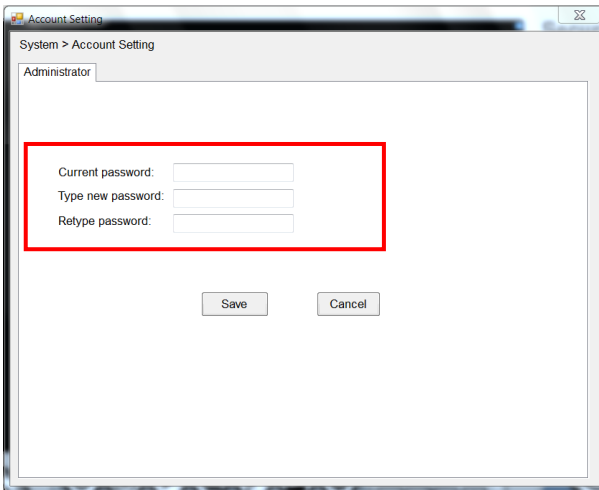 Account Setting
System > Account Setting
Administrator
Current password:
Type new password:
Retype password:
Save Cancel